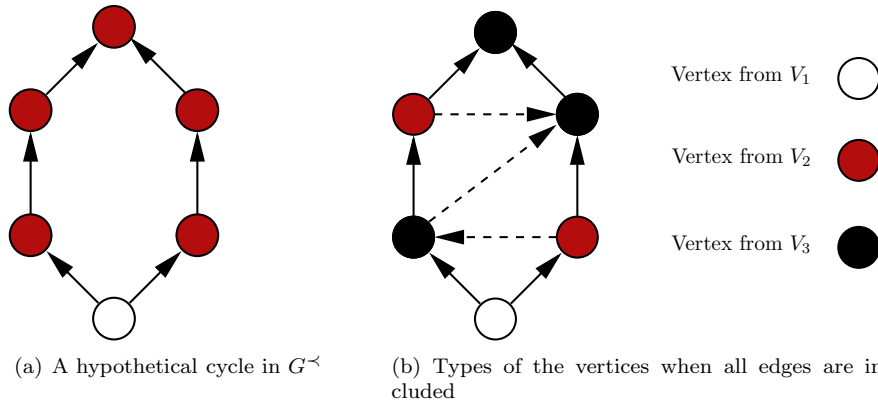 Vertex from V₁
Vertex from V₂
Vertex from V₃
(a) A hypothetical cycle in G≺
(b) Types of the vertices when all edges are in
cluded